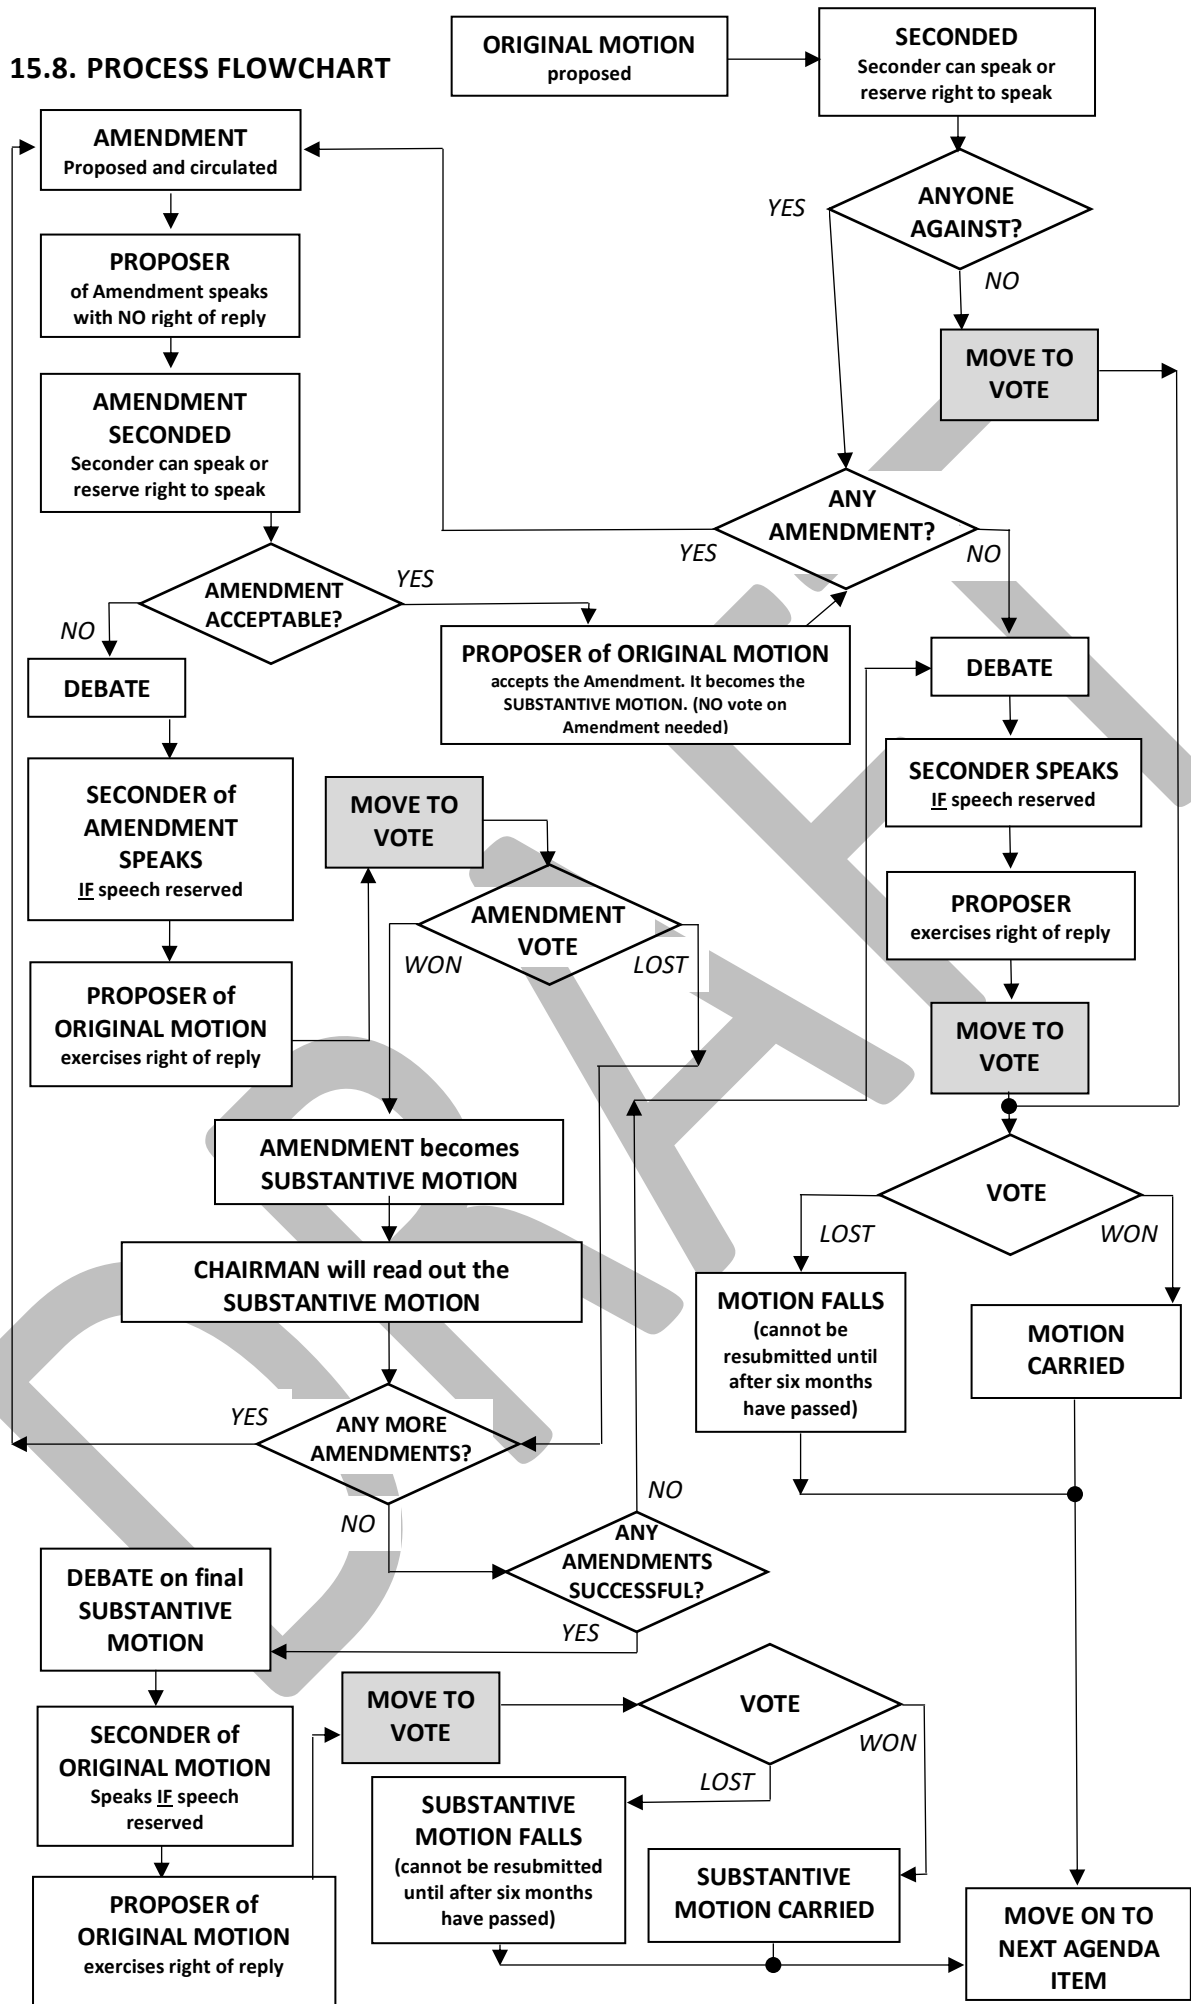 15.8. PROCESS FLOWCHART
ORIGINAL MOTION
proposed
SECONDED
Seconder can speak or
reserve right to speak
ANYONE
AGAINST?
YES
NO
MOVE TO
VOTE
ANY
AMENDMENT?
YES
NO
AMENDMENT
Proposed and circulated
PROPOSER
of Amendment speaks
with NO right of reply
AMENDMENT
SECONDED
Seconder can speak or
reserve right to speak
AMENDMENT
ACCEPTABLE?
YES
NO
PROPOSER of ORIGINAL MOTION
accepts the Amendment. It becomes the
SUBSTANTIVE MOTION. (NO vote on
Amendment needed)
DEBATE
SECONDER of
AMENDMENT
SPEAKS
IF speech reserved
PROPOSER of
ORIGINAL MOTION
exercises right of reply
MOVE TO
VOTE
AMENDMENT
VOTE
WON
LOST
AMENDMENT becomes
SUBSTANTIVE MOTION
CHAIRMAN will read out the
SUBSTANTIVE MOTION
ANY MORE
AMENDMENTS?
YES
NO
ANY
AMENDMENTS
SUCCESSFUL?
NO
YES
DEBATE
SECONDER SPEAKS
IF speech reserved
PROPOSER
exercises right of reply
MOVE TO
VOTE
VOTE
LOST
WON
MOTION FALLS
(cannot be
resubmitted until
after six months
have passed)
MOTION
CARRIED
DEBATE on final
SUBSTANTIVE
MOTION
SECONDER of
ORIGINAL MOTION
Speaks IF speech
reserved
PROPOSER of
ORIGINAL MOTION
exercises right of reply
MOVE TO
VOTE
VOTE
LOST
WON
SUBSTANTIVE
MOTION FALLS
(cannot be resubmitted
until after six months
have passed)
SUBSTANTIVE
MOTION CARRIED
MOVE ON TO
NEXT AGENDA
ITEM
DRAFT